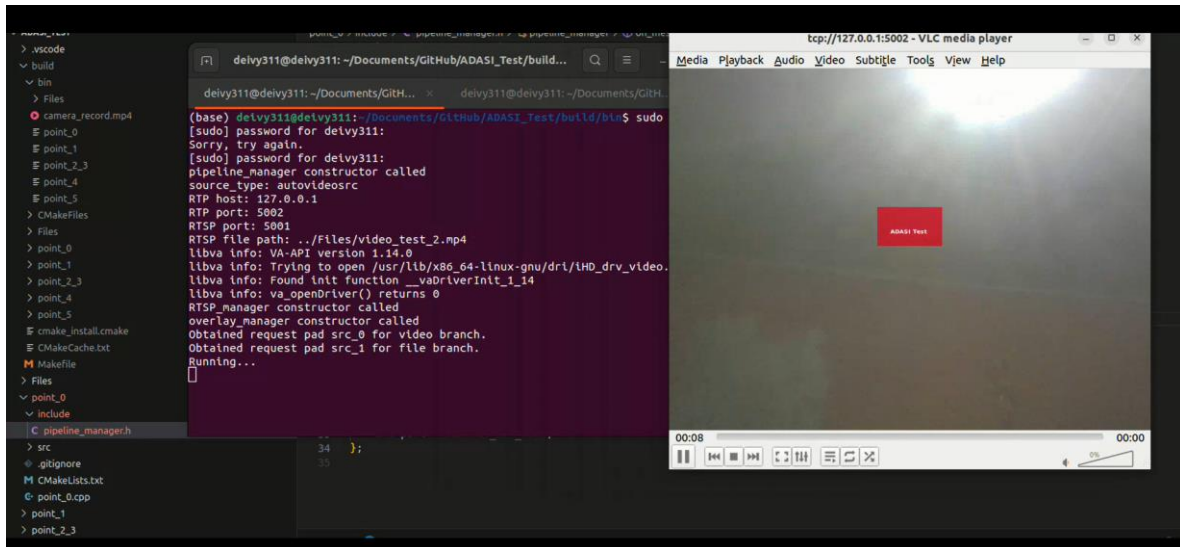 ADASI_TEST
> .vscode
build
bin
> Files
camera_record.mp4
point_0
point_1
point_2_3
point_4
point_5
> CMakeFiles
> Files
> point_0
> point_1
> point_2_3
> point_4
> point_5
cmake_install.cmake
CMakeCache.txt
M Makefile
> Files
point_0
include
C pipeline_manager.h
> src
.gitignore
M CMakeLists.txt
point_0.cpp
> point_1
> point_2_3
point_0 > include > C pipeline_manager.h > pipeline_manager > on_me
deivy311@deivy311: ~/Documents/GitHub/ADASI_Test/build...
deivy311@deivy311: ~/Documents/GitH... ×
deivy311@deivy311: ~/Documents/GitH
(base) deivy311@deivy311:~/Documents/GitHub/ADASI_Test/build/bin$ sudo
[sudo] password for deivy311:
Sorry, try again.
[sudo] password for deivy311:
pipeline_manager constructor called
source_type: autovideosrc
RTP host: 127.0.0.1
RTP port: 5002
RTSP port: 5001
RTSP file path: ../Files/video_test_2.mp4
libva info: VA-API version 1.14.0
libva info: Trying to open /usr/lib/x86_64-linux-gnu/dri/iHD_drv_video.
libva info: Found init function __vaDriverInit_1_14
libva info: va_openDriver() returns 0
RTSP_manager constructor called
overlay_manager constructor called
Obtained request pad src_0 for video branch.
Obtained request pad src_1 for file branch.
Running...
34 };
35
tcp://127.0.0.1:5002 - VLC media player
Media Playback Audio Video Subtitle Tools View Help
ADASI Test
00:08
00:00
0%